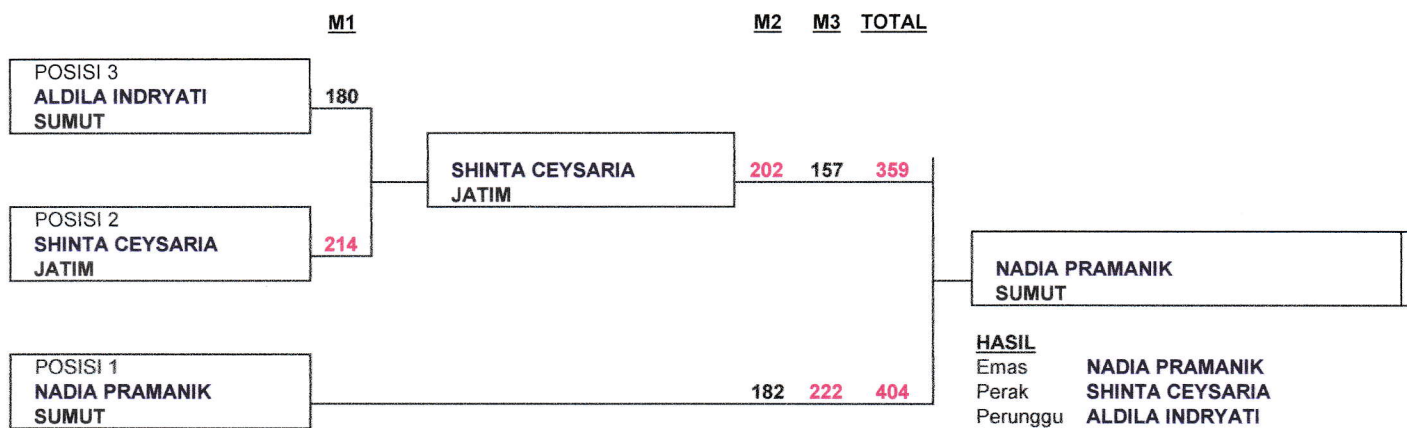 M1
M2 M3 TOTAL
POSISI 3
ALDILA INDRYATI
SUMUT
180
SHINTA CEYSARIA
JATIM
202 157 359
POSISI 2
SHINTA CEYSARIA
JATIM
214
NADIA PRAMANIK
SUMUT
POSISI 1
NADIA PRAMANIK
SUMUT
182 222 404
HASIL
Emas NADIA PRAMANIK
Perak SHINTA CEYSARIA
Perunggu ALDILA INDRYATI